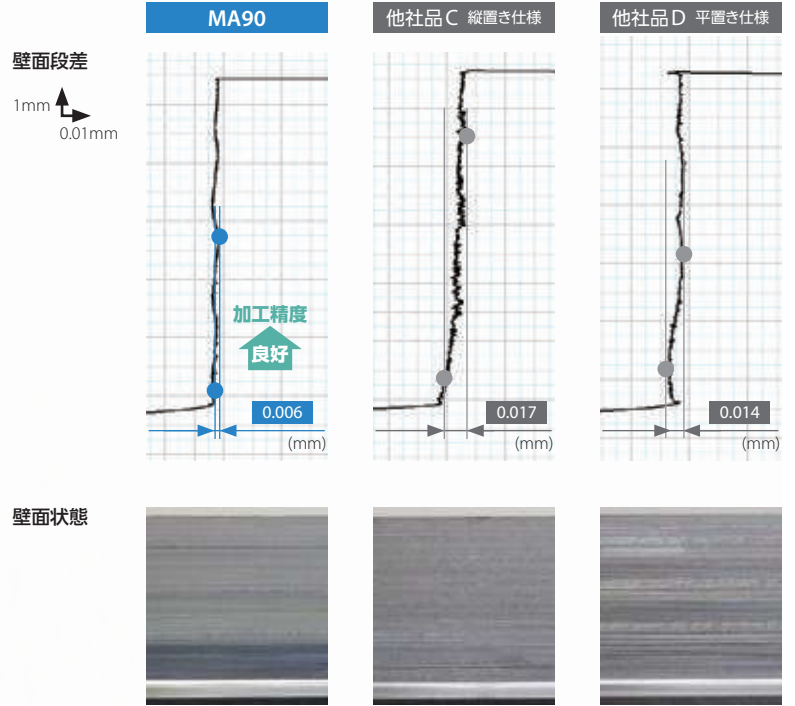 MA90
他社品C 縦置き仕様
他社品D 平置き仕様
壁面段差
1mm
0.01mm
加工精度
良好
0.006
(mm)
0.017
(mm)
0.014
(mm)
壁面状態